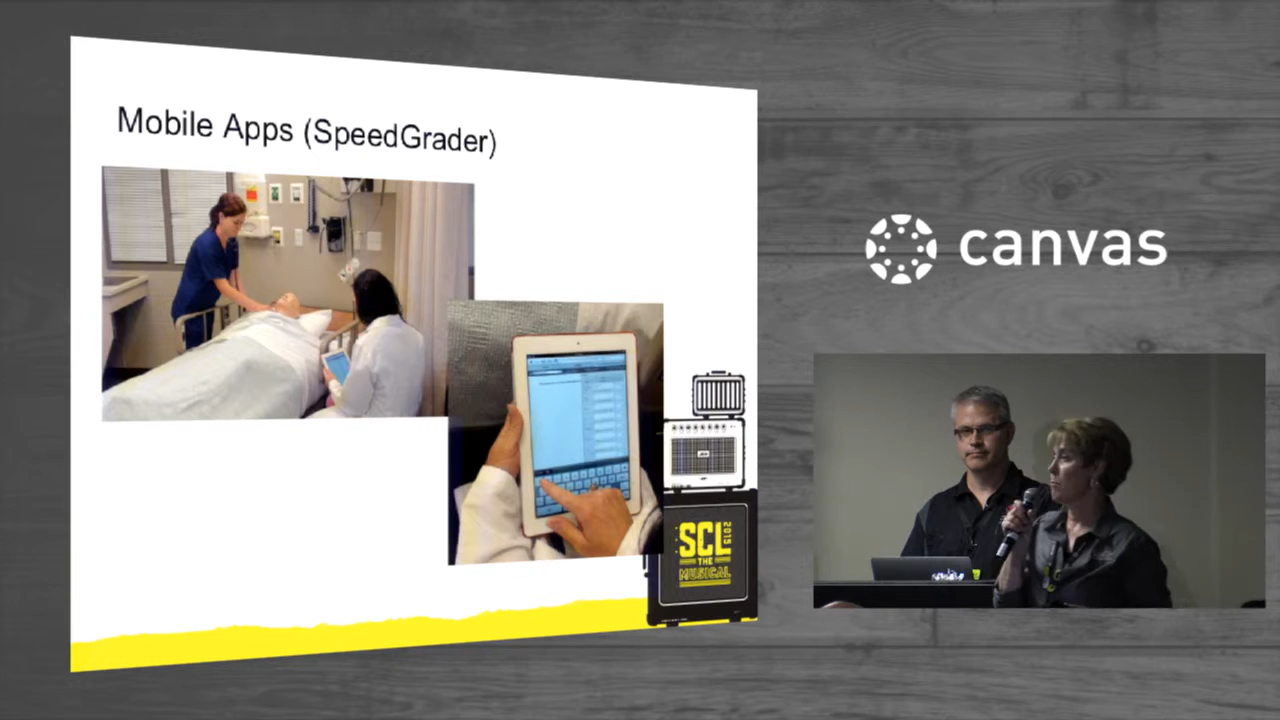 Mobile Apps (SpeedGrader)
canvas
SCL
2015
THE
MUSICAL